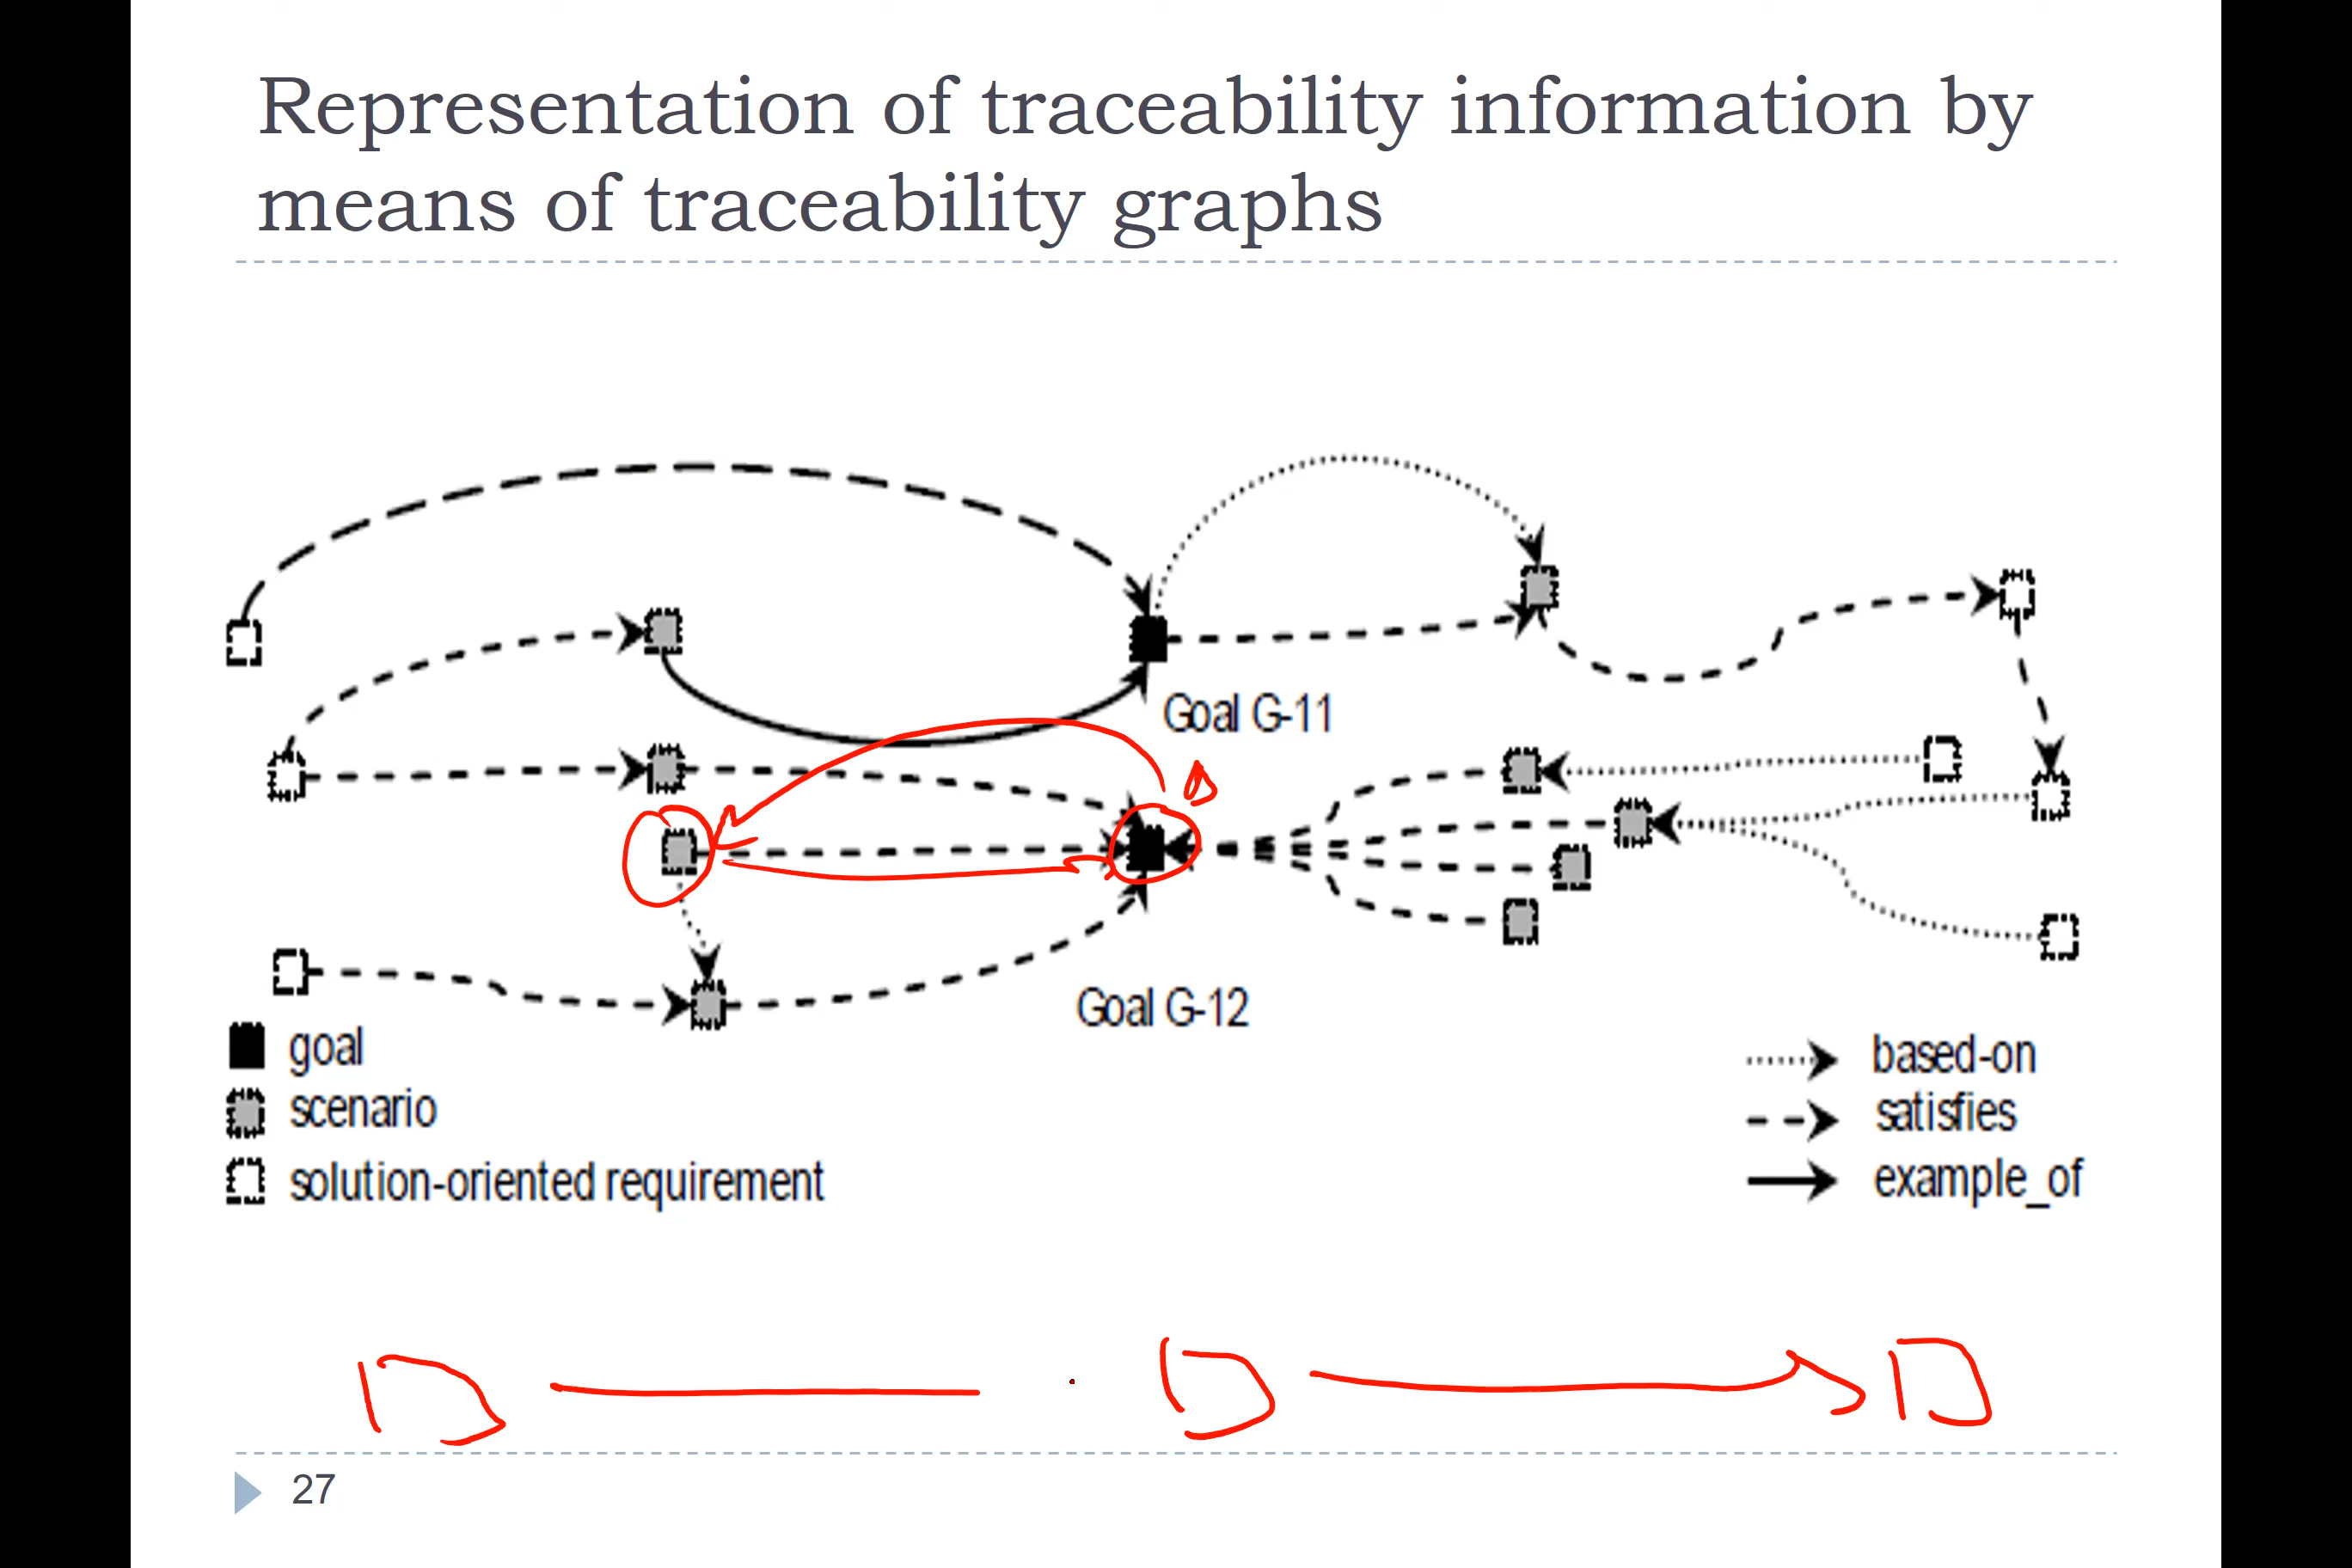 Representation of traceability information by
means of traceability graphs
Goal G-11
Goal G-12
goal
scenario
solution-oriented requirement
based-on
satisfies
example_of
D
D
D
27